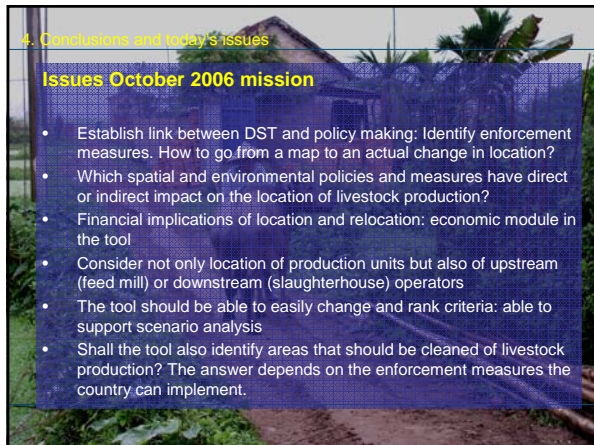 4. Conclusions and today's issues
Issues October 2006 mission
• Establish link between DST and policy making: Identify enforcement
measures. How to go from a map to an actual change in location?
• Which spatial and environmental policies and measures have direct
or indirect impact on the location of livestock production?
• Financial implications of location and relocation: economic module in
the tool
• Consider not only location of production units but also of upstream
(feed mill) or downstream (slaughterhouse) operators
• The tool should be able to easily change and rank criteria: able to
support scenario analysis
• Shall the tool also identify areas that should be cleaned of livestock
production? The answer depends on the enforcement measures the
country can implement.